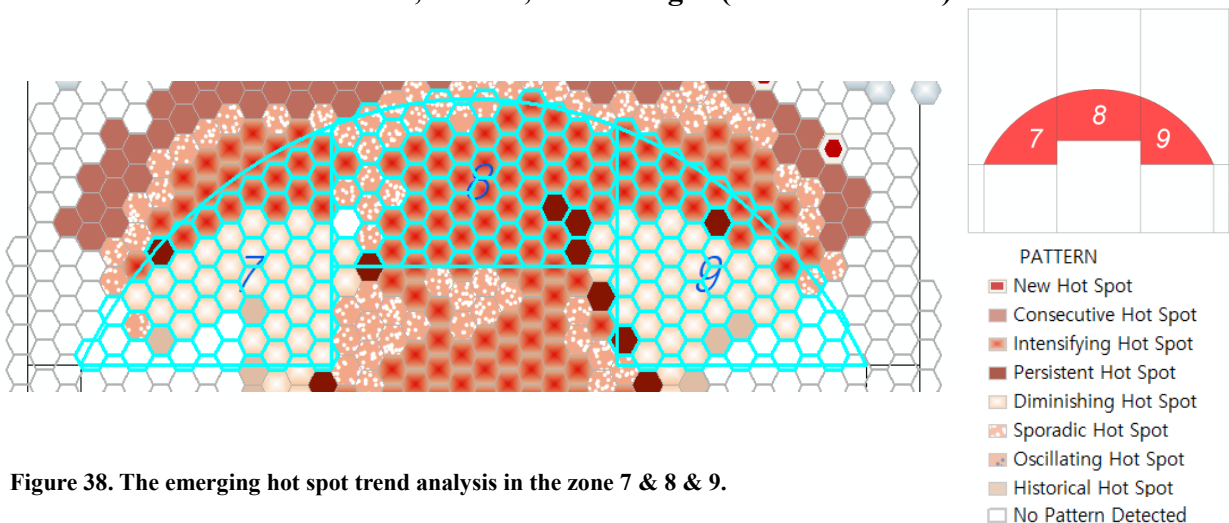 7
8
9
8
7
9
PATTERN
New Hot Spot
Consecutive Hot Spot
Intensifying Hot Spot
Persistent Hot Spot
Diminishing Hot Spot
Sporadic Hot Spot
Oscillating Hot Spot
Historical Hot Spot
No Pattern Detected
Figure 38. The emerging hot spot trend analysis in the zone 7 & 8 & 9.